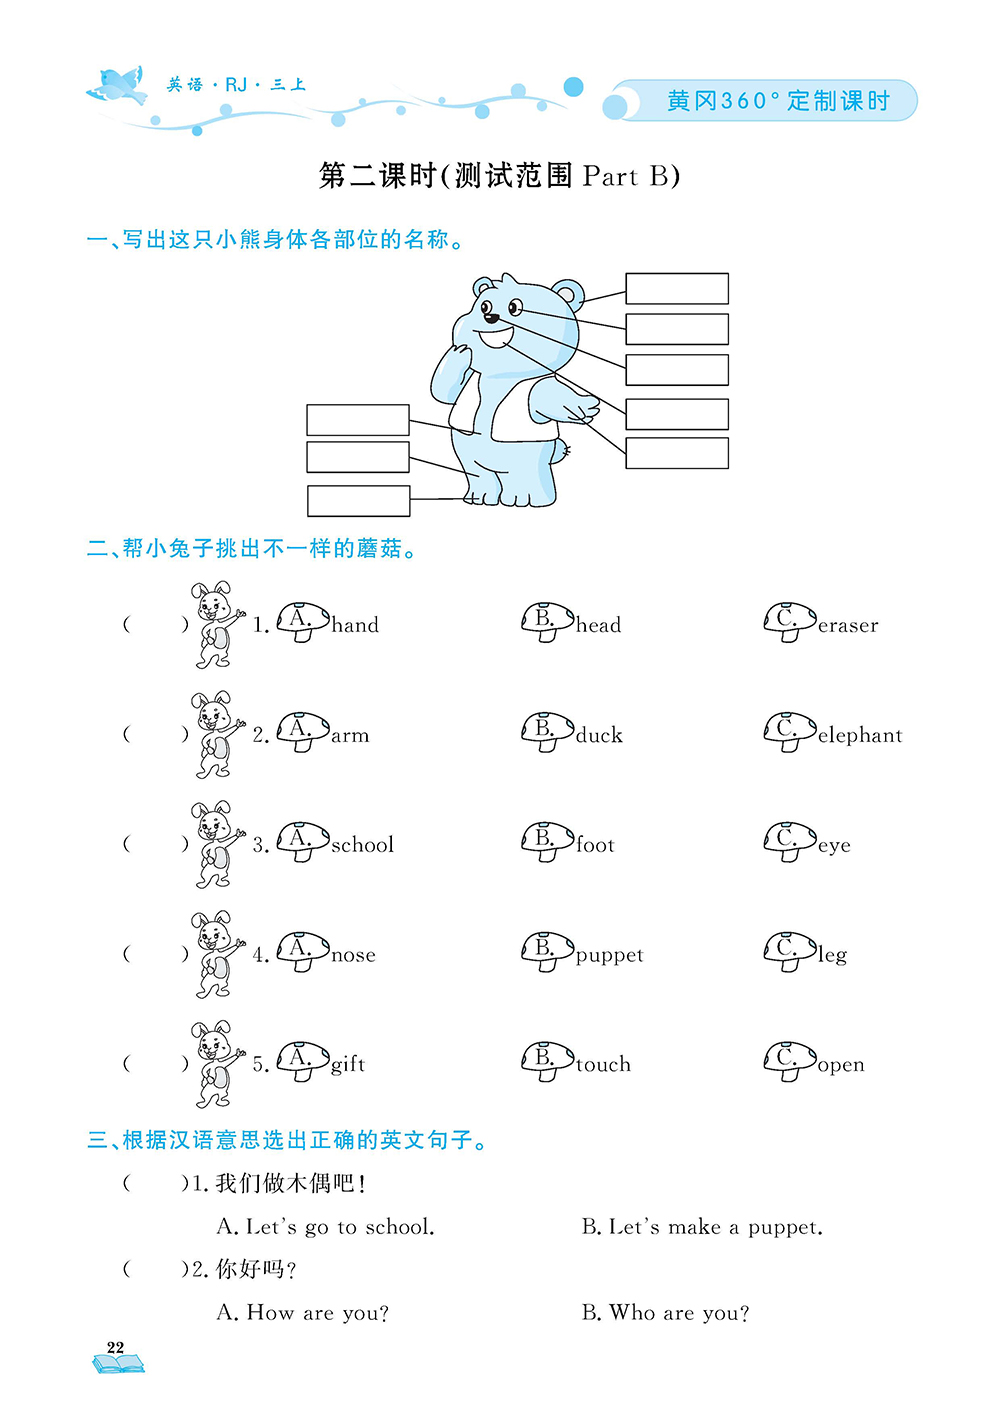 英语·RJ·三上
黄冈360°定制课时
第二课时(测试范围 Part B)
一、写出这只小熊身体各部位的名称。
二、帮小兔子挑出不一样的蘑菇。
(  )1. A. hand B. head C. eraser
(  )2. A. arm B. duck C. elephant
(  )3. A. school B. foot C. eye
(  )4. A. nose B. puppet C. leg
(  )5. A. gift B. touch C. open
三、根据汉语意思选出正确的英文句子。
(  )1. 我们做木偶吧!
A. Let's go to school. B. Let's make a puppet.
(  )2. 你好吗?
A. How are you? B. Who are you?
22